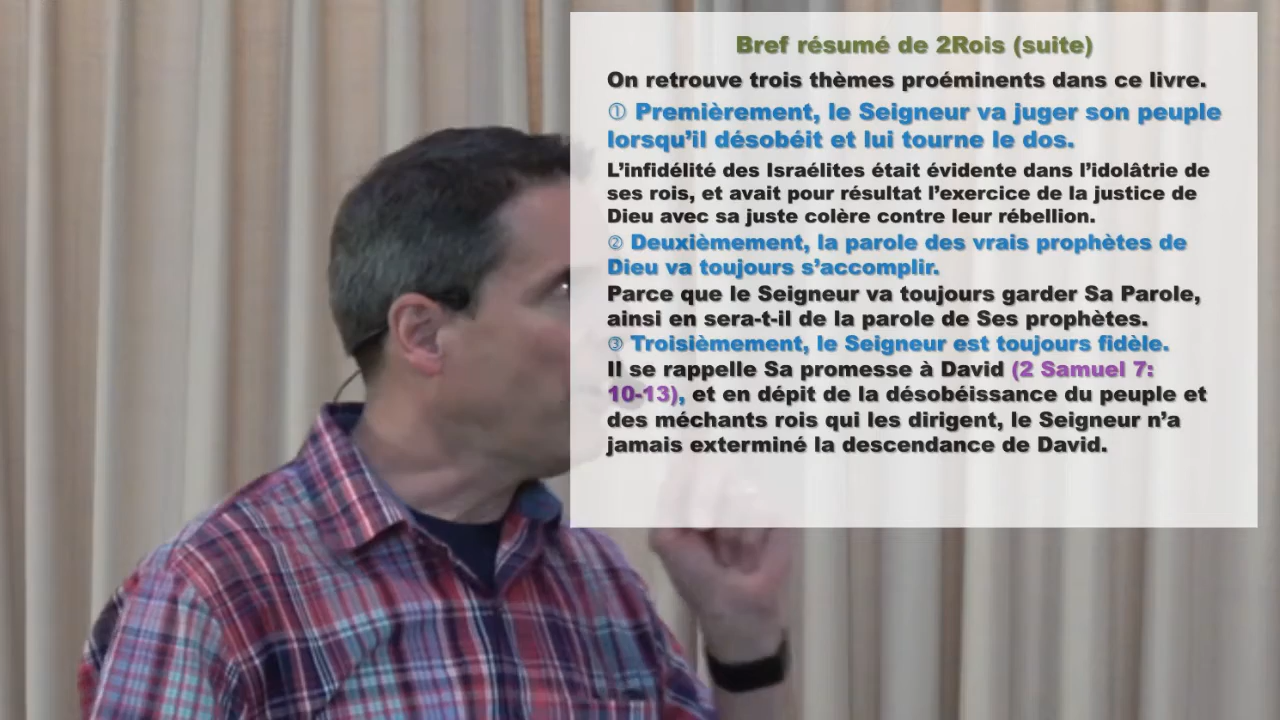 Bref résumé de 2Rois (suite)
On retrouve trois thèmes proéminents dans ce livre.
① Premièrement, le Seigneur va juger son peuple
lorsqu’il désobéit et lui tourne le dos.
L’infidélité des Israélites était évidente dans l’idolâtrie de
ses rois, et avait pour résultat l’exercice de la justice de
Dieu avec sa juste colère contre leur rébellion.
② Deuxièmement, la parole des vrais prophètes de
Dieu va toujours s’accomplir.
Parce que le Seigneur va toujours garder Sa Parole,
ainsi en sera-t-il de la parole de Ses prophètes.
③ Troisièmement, le Seigneur est toujours fidèle.
Il se rappelle Sa promesse à David (2 Samuel 7:
10-13), et en dépit de la désobéissance du peuple et
des méchants rois qui les dirigent, le Seigneur n’a
jamais exterminé la descendance de David.